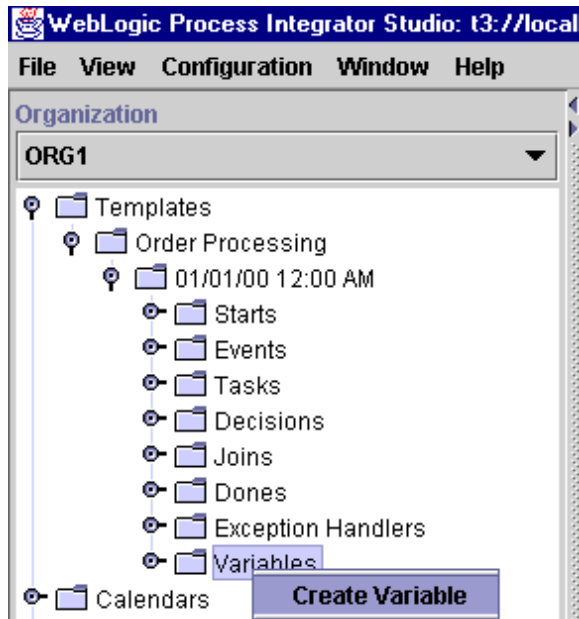 WebLogic Process Integrator Studio: t3://local
File View Configuration Window Help
Organization
ORG1
Templates
Order Processing
01/01/00 12:00 AM
Starts
Events
Tasks
Decisions
Joins
Dones
Exception Handlers
Variables
Create Variable
Calendars